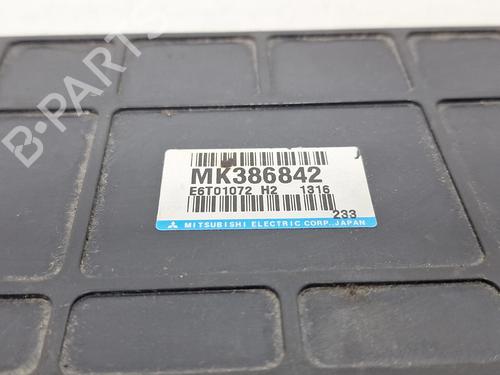 B-PARTS
MK386842
E6T01072 H2 1316
233
MITSUBISHI ELECTRIC CORP., JAPAN